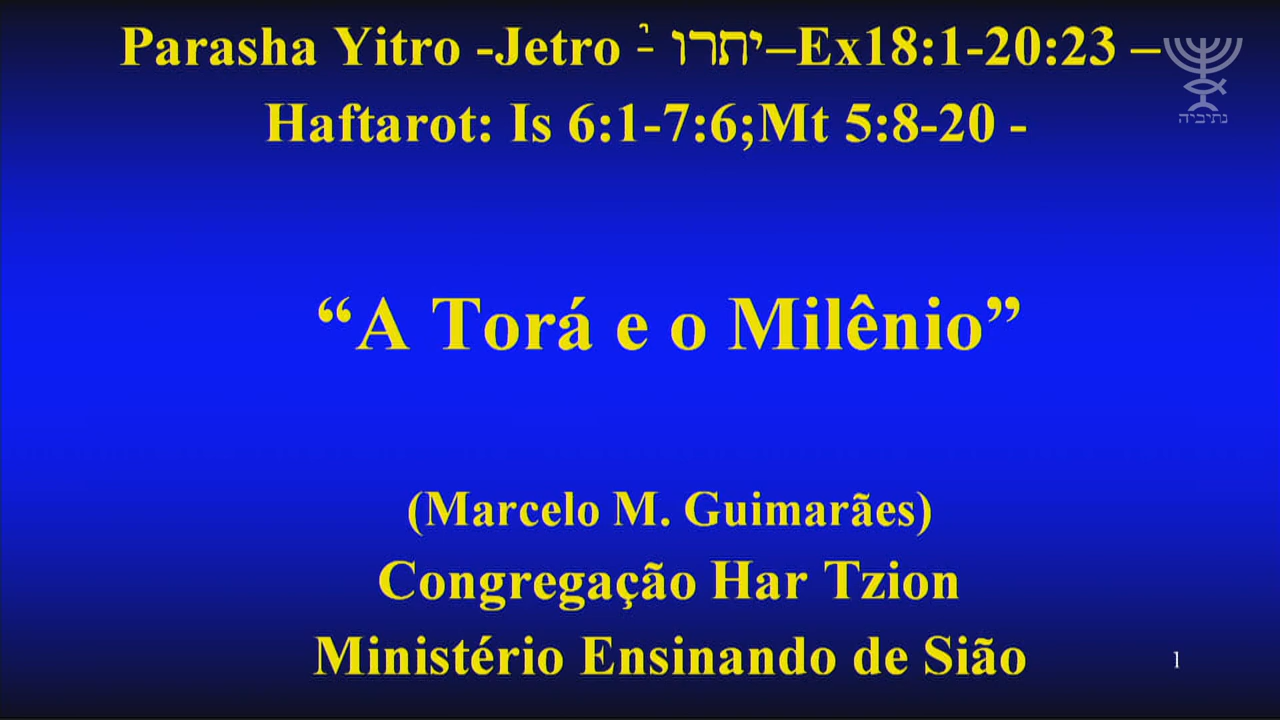 Parasha Yitro -Jetro - יתרו–Ex18:1-20:23 –
Haftarot: Is 6:1-7:6;Mt 5:8-20 -
“A Torá e o Milênio”
(Marcelo M. Guimarães)
Congregação Har Tzion
Ministério Ensinando de Sião
נתיביה
1